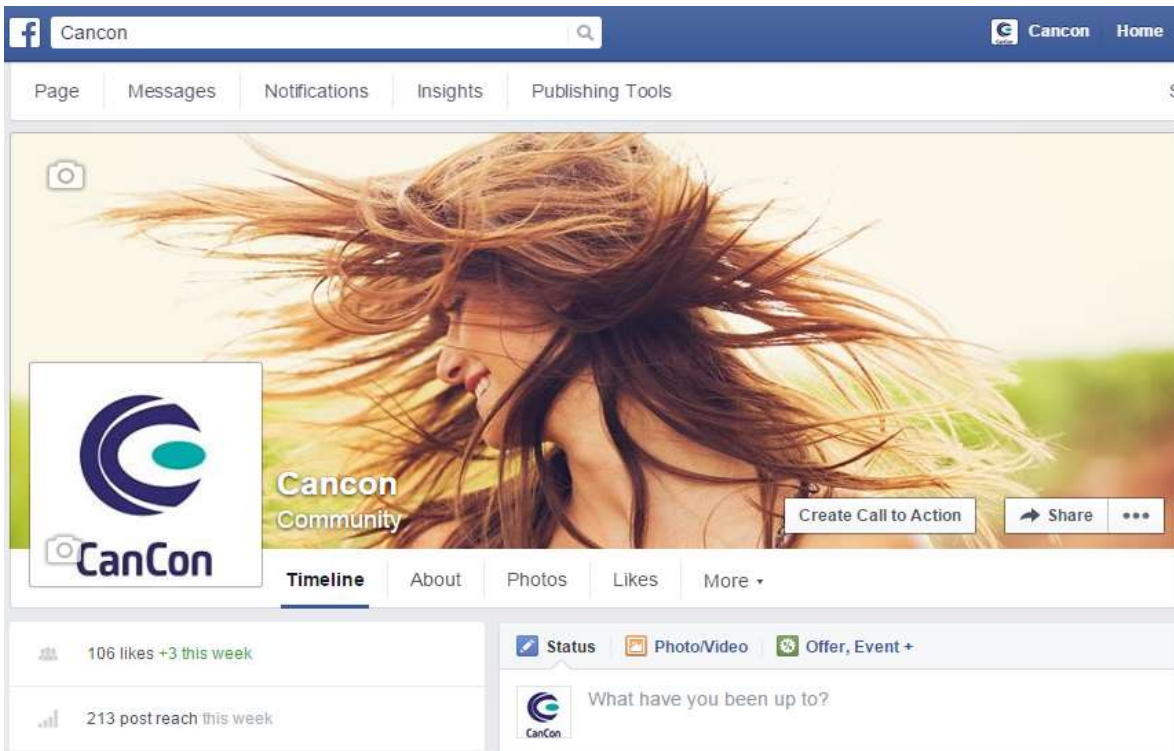 Cancon
Cancon Home
Page Messages Notifications Insights Publishing Tools
Cancon
Community
Create Call to Action Share
CanCon
Timeline About Photos Likes More
106 likes +3 this week
213 post reach this week
Status Photo/Video Offer, Event +
What have you been up to?
CanCon